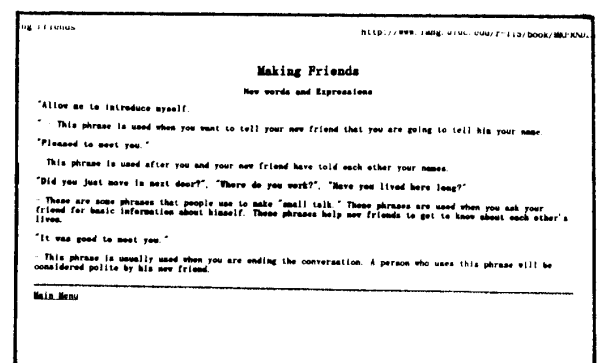 ng Friends
http://www.lang.uiuc.edu/r-li5/book/
Making Friends
New words and Expressions
"Allow me to introduce myself.
" - This phrase is used when you want to tell your new friend that you are going to tell him your name.
"Pleased to meet you."
This phrase is used after you and your new friend have told each other your names.
"Did you just move in next door?", "Where do you work?", "Have you lived here long?"
- These are some phrases that people use to make "small talk." These phrases are used when you ask your
friend for basic information about himself. These phrases help new friends to get to know about each other's
lives.
"It was good to meet you."
- This phrase is usually used when you are ending the conversation. A person who uses this phrase will be
considered polite by his new friend.
Main Menu